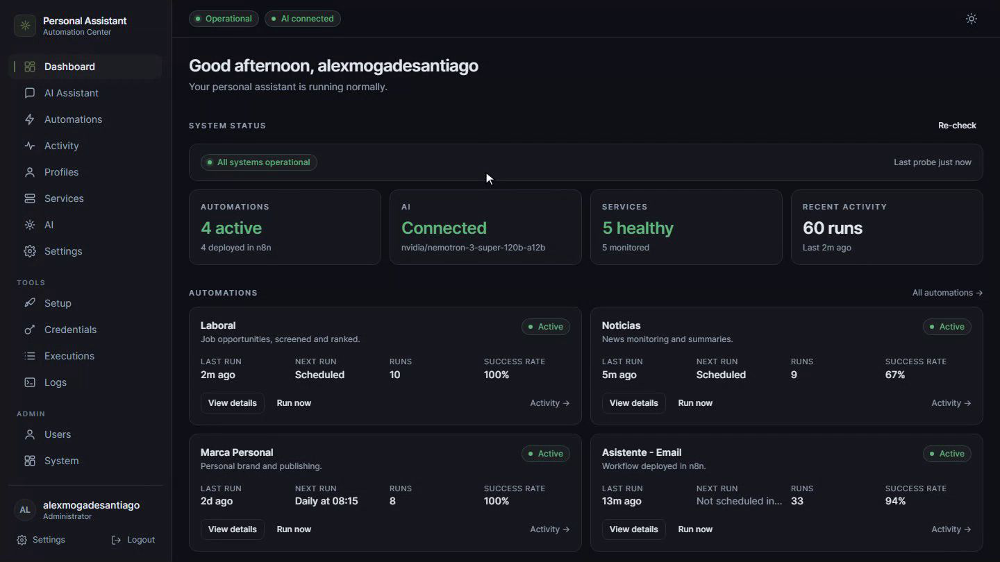 Personal Assistant
Automation Center
Dashboard
AI Assistant
Automations
Activity
Profiles
Services
AI
Settings
TOOLS
Setup
Credentials
Executions
Logs
ADMIN
Users
System
AL
alexmogadesantiago
Administrator
Settings
Logout
Operational
AI connected
Good afternoon, alexmogadesantiago
Your personal assistant is running normally.
SYSTEM STATUS
Re-check
All systems operational
Last probe just now
AUTOMATIONS
4 active
4 deployed in n8n
AI
Connected
nvidia/nemotron-3-super-120b-a12b
SERVICES
5 healthy
5 monitored
RECENT ACTIVITY
60 runs
Last 2m ago
AUTOMATIONS
All automations →
Laboral
Active
Job opportunities, screened and ranked.
LAST RUN NEXT RUN RUNS SUCCESS RATE
2m ago Scheduled 10 100%
View details Run now Activity →
Noticias
Active
News monitoring and summaries.
LAST RUN NEXT RUN RUNS SUCCESS RATE
5m ago Scheduled 9 67%
View details Run now Activity →
Marca Personal
Active
Personal brand and publishing.
LAST RUN NEXT RUN RUNS SUCCESS RATE
2d ago Daily at 08:15 8 100%
View details Run now Activity →
Asistente - Email
Active
Workflow deployed in n8n.
LAST RUN NEXT RUN RUNS SUCCESS RATE
13m ago Not scheduled in... 33 94%
View details Run now Activity →